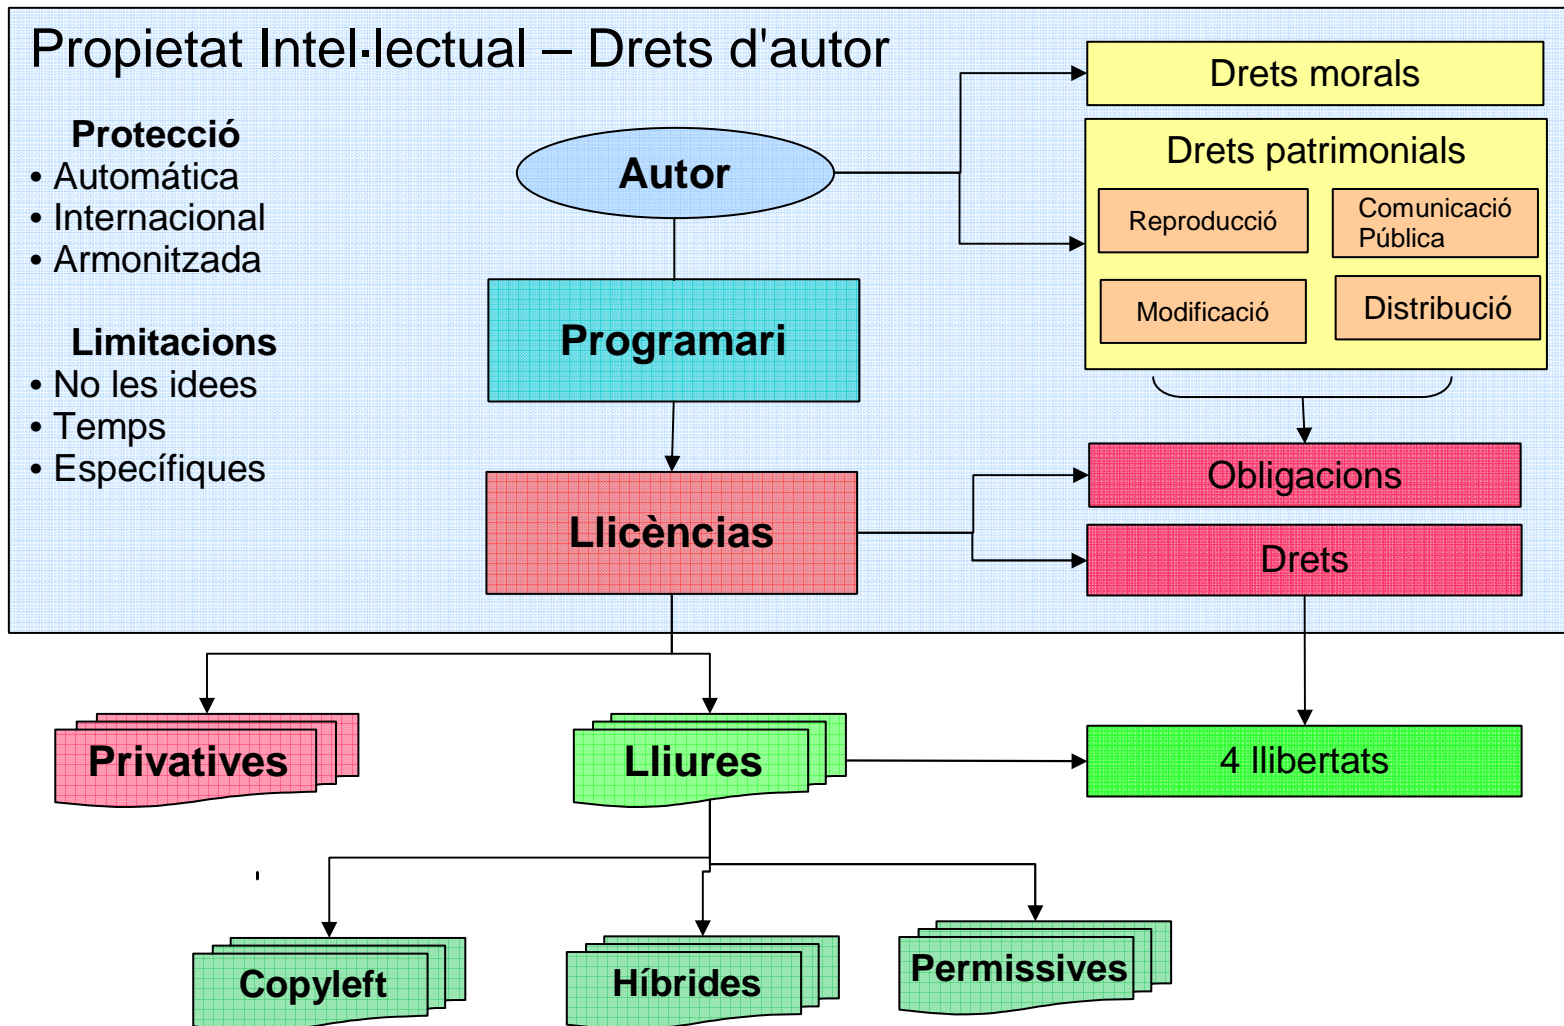 Propietat Intel·lectual – Drets d'autor
Protecció
• Automática
• Internacional
• Armonitzada
Limitacions
• No les idees
• Temps
• Específiques
Autor
Programari
Llicències
Drets morals
Drets patrimonials
Reproducció
Comunicació
Pública
Modificació
Distribució
Obligacions
Drets
Privatives
Lliures
4 llibertats
Copyleft
Híbrides
Permissives